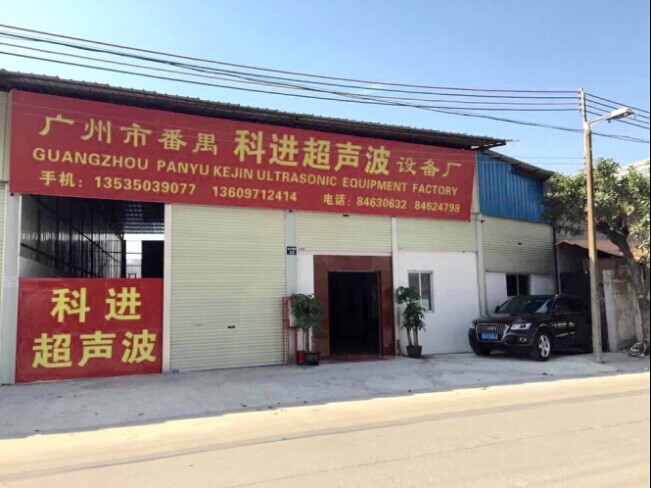 广州市番禺科进超声波设备厂
GUANGZHOU PANYU KEJIN ULTRASONIC EQUIPMENT FACTORY
手机：13535039077 13609712414 电话：84630632 84624798
科进
超声波